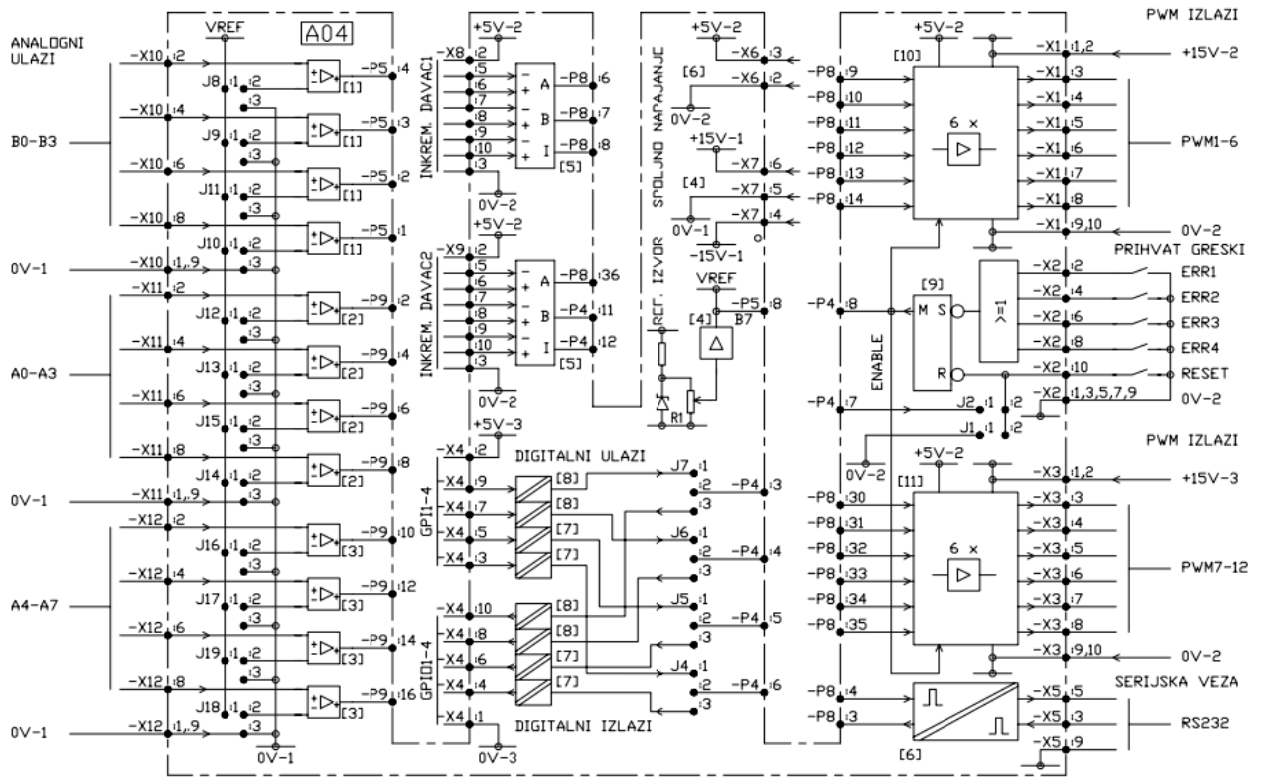 ANALOGNI
ULAZI
VREF
A04
-X10 :2
J8 :1 :2
:3
-P5 :4
[1]
-X10 :4
J9 :1 :2
:3
-P5 :3
[1]
B0-B3
-X10 :6
J11 :1 :2
:3
-P5 :2
[1]
-X10 :8
J10 :1 :2
:3
-P5 :1
[1]
0V-1
-X10 :1,.9
-X11 :2
J12 :1 :2
:3
-P9 :2
[2]
-X11 :4
J13 :1 :2
:3
-P9 :4
[2]
A0-A3
-X11 :6
J15 :1 :2
:3
-P9 :6
[2]
-X11 :8
J14 :1 :2
:3
-P9 :8
[2]
0V-1
-X11 :1,.9
-X12 :2
J16 :1 :2
:3
-P9 :10
[3]
-X12 :4
J17 :1 :2
:3
-P9 :12
[3]
A4-A7
-X12 :6
J19 :1 :2
:3
-P9 :14
[3]
-X12 :8
J18 :1 :2
:3
-P9 :16
[3]
0V-1
-X12 :1,.9
0V-1
INKREM. DAVAC1
+5V-2
-X8 :2
:5 -
:6 +
:7 -
:8 +
:9 -
:10 +
:3
A -P8 :6
B -P8 :7
I -P8 :8
[5]
0V-2
INKREM. DAVAC2
+5V-2
-X9 :2
:5 -
:6 +
:7 -
:8 +
:9 -
:10 +
:3
A -P8 :36
B -P4 :11
I -P4 :12
[5]
0V-2
+5V-3
DIGITALNI ULAZI
GPI1-4
-X4 :2
-X4 :9
[8]
-X4 :7
[8]
-X4 :5
[7]
-X4 :3
[7]
GPIO1-4
-X4 :10
[8]
-X4 :8
[8]
-X4 :6
[7]
-X4 :4
[7]
-X4 :1
DIGITALNI IZLAZI
0V-3
J7 :1
:2
:3
-P4 :3
J6 :1
:2
:3
-P4 :4
J5 :1
:2
:3
-P4 :5
J4 :1
:2
:3
-P4 :6
SPOLJNO NAPAJANJE
+5V-2
-X6 :3
[6]
-X6 :2
0V-2
+15V-1
-X7 :6
[4]
-X7 :5
0V-1
-X7 :4
-15V-1
REF. IZVOR
VREF
-P5 :8
[4] B7
R1
PWM IZLAZI
+5V-2
[10]
-X1 :1,2
+15V-2
-P8 :9
-P8 :10
-P8 :11
-P8 :12
-P8 :13
-P8 :14
6 x
-X1 :3
-X1 :4
-X1 :5
-X1 :6
-X1 :7
-X1 :8
PWM1-6
-X1 :9,10
0V-2
PRIHVAT GRESKI
-P4 :8
[9]
M S
R
>=1
-X2 :2
ERR1
-X2 :4
ERR2
-X2 :6
ERR3
-X2 :8
ERR4
-X2 :10
RESET
-X2 :1,3,5,7,9
0V-2
ENABLE
-P4 :7
J2 :1 :2
J1 :1 :2
0V-2
PWM IZLAZI
+5V-2
[11]
-X3 :1,2
+15V-3
-P8 :30
-P8 :31
-P8 :32
-P8 :33
-P8 :34
-P8 :35
6 x
-X3 :3
-X3 :4
-X3 :5
-X3 :6
-X3 :7
-X3 :8
PWM7-12
-X3 :9,10
0V-2
SERIJSKA VEZA
-P8 :4
-P8 :3
[6]
-X5 :5
-X5 :3
-X5 :9
RS232